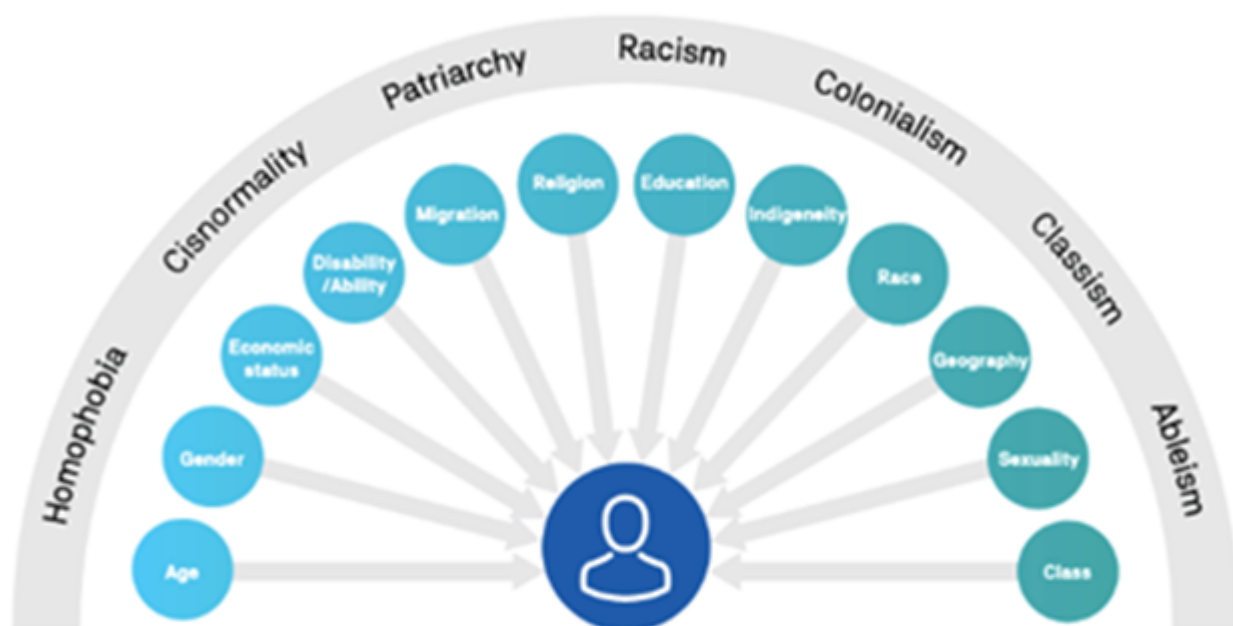 Homophobia
Cisnormality
Patriarchy
Racism
Colonialism
Classism
Ableism
Age
Gender
Economic
status
Disability
/Ability
Migration
Religion
Education
Indigeneity
Race
Geography
Sexuality
Class